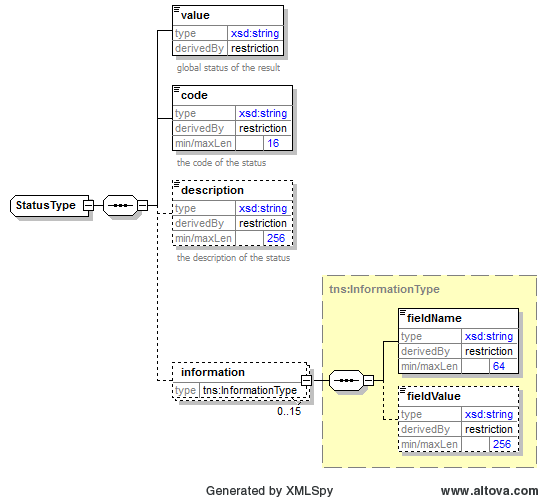 value
type xsd:string
derivedBy restriction
global status of the result
code
type xsd:string
derivedBy restriction
min/maxLen 16
the code of the status
StatusType
description
type xsd:string
derivedBy restriction
min/maxLen 256
the description of the status
tns:InformationType
fieldName
type xsd:string
derivedBy restriction
min/maxLen 64
information
type tns:InformationType
0..15
fieldValue
type xsd:string
derivedBy restriction
min/maxLen 256
Generated by XMLSpy
www.altova.com